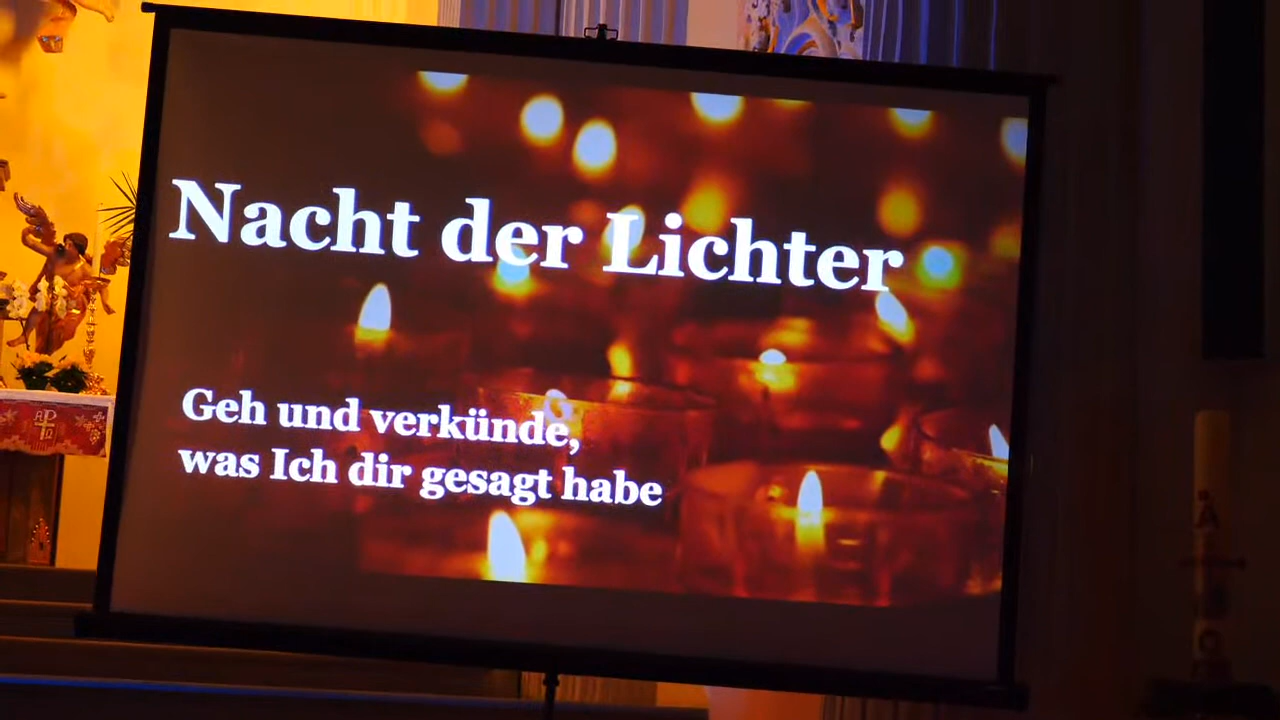 Nacht der Lichter
Geh und verkünde,
was Ich dir gesagt habe